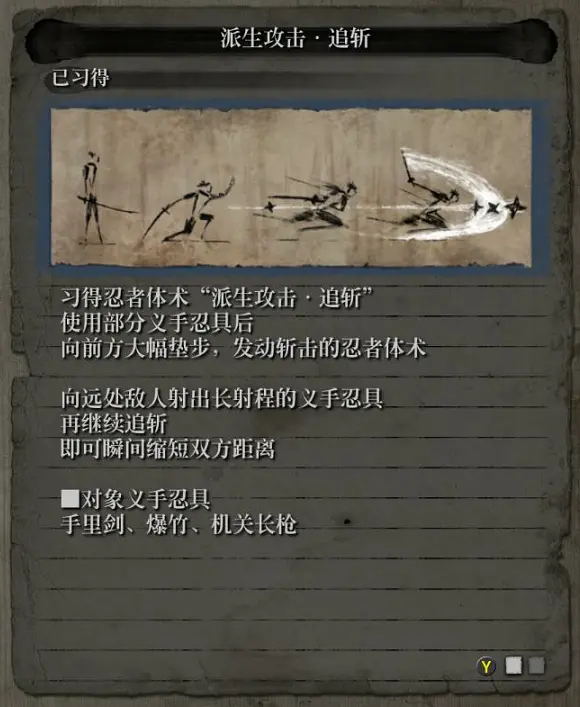 派生攻击·追斩
已习得
习得忍者体术“派生攻击·追斩”
使用部分义手忍具后
向前方大幅垫步，发动斩击的忍者体术
向远处敌人射出长射程的义手忍具
再继续追斩
即可瞬间缩短双方距离
■对象义手忍具
手里剑、爆竹、机关长枪
Y